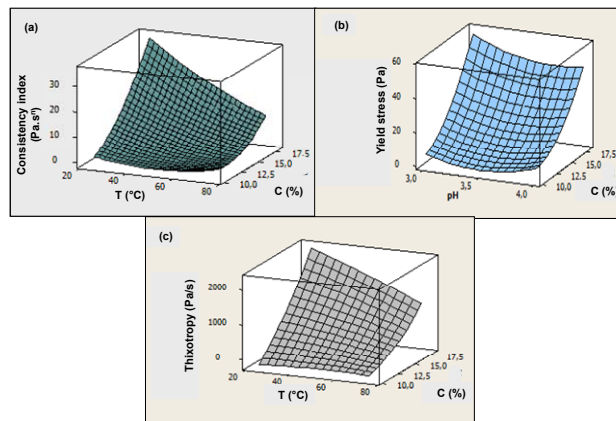 (a)
Consistency index
(Pa.sⁿ)
30
20
10
0
20
40
60
80
T (°C)
10,0
12,5
15,0
17,5
C (%)
(b)
Yield stress (Pa)
60
40
20
0
3,0
3,5
4,0
pH
10,0
12,5
15,0
17,5
C (%)
(c)
Thixotropy (Pa/s)
2000
1000
0
20
40
60
80
T (°C)
10,0
12,5
15,0
17,5
C (%)